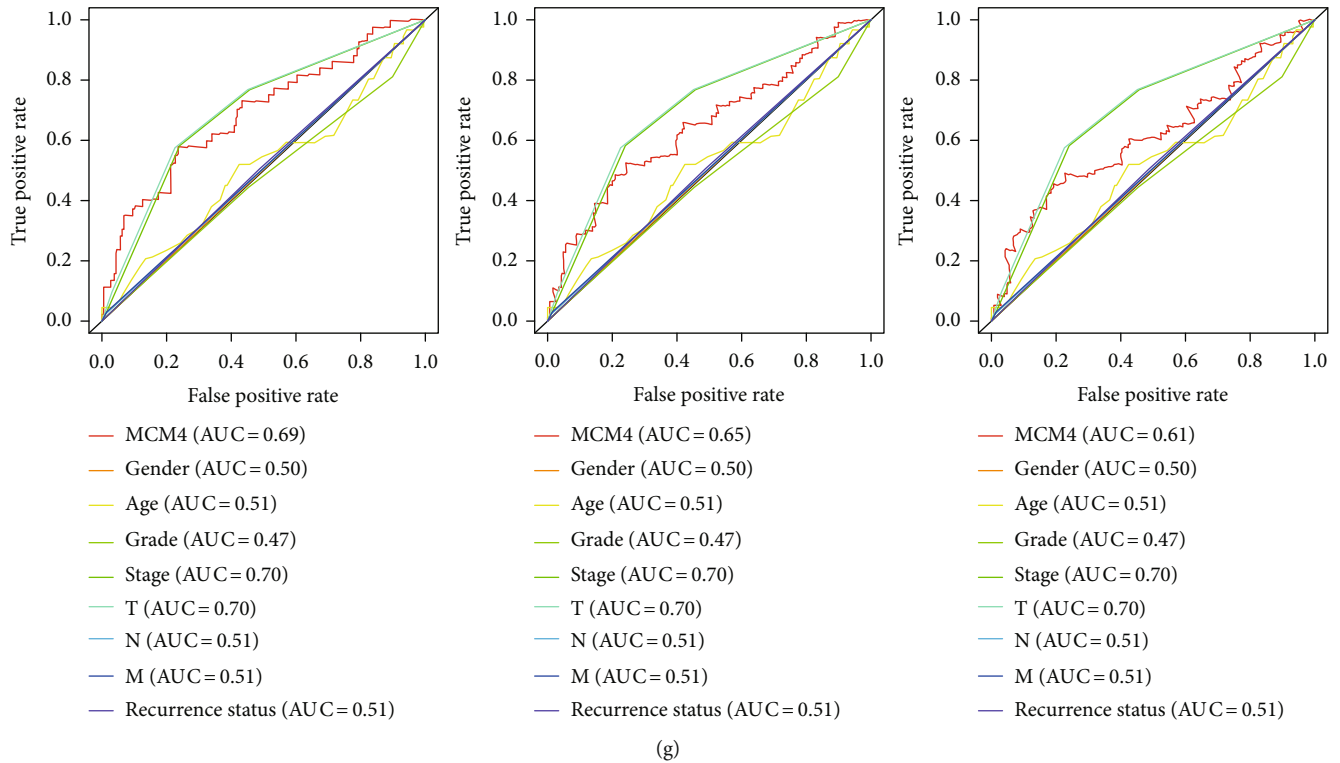 1.0
0.8
0.6
0.4
0.2
0.0
True positive rate
0.0 0.2 0.4 0.6 0.8 1.0
False positive rate
MCM4 (AUC = 0.69)
Gender (AUC = 0.50)
Age (AUC = 0.51)
Grade (AUC = 0.47)
Stage (AUC = 0.70)
T (AUC = 0.70)
N (AUC = 0.51)
M (AUC = 0.51)
Recurrence status (AUC = 0.51)
1.0
0.8
0.6
0.4
0.2
0.0
True positive rate
0.0 0.2 0.4 0.6 0.8 1.0
False positive rate
MCM4 (AUC = 0.65)
Gender (AUC = 0.50)
Age (AUC = 0.51)
Grade (AUC = 0.47)
Stage (AUC = 0.70)
T (AUC = 0.70)
N (AUC = 0.51)
M (AUC = 0.51)
Recurrence status (AUC = 0.51)
1.0
0.8
0.6
0.4
0.2
0.0
True positive rate
0.0 0.2 0.4 0.6 0.8 1.0
False positive rate
MCM4 (AUC = 0.61)
Gender (AUC = 0.50)
Age (AUC = 0.51)
Grade (AUC = 0.47)
Stage (AUC = 0.70)
T (AUC = 0.70)
N (AUC = 0.51)
M (AUC = 0.51)
Recurrence status (AUC = 0.51)
(g)